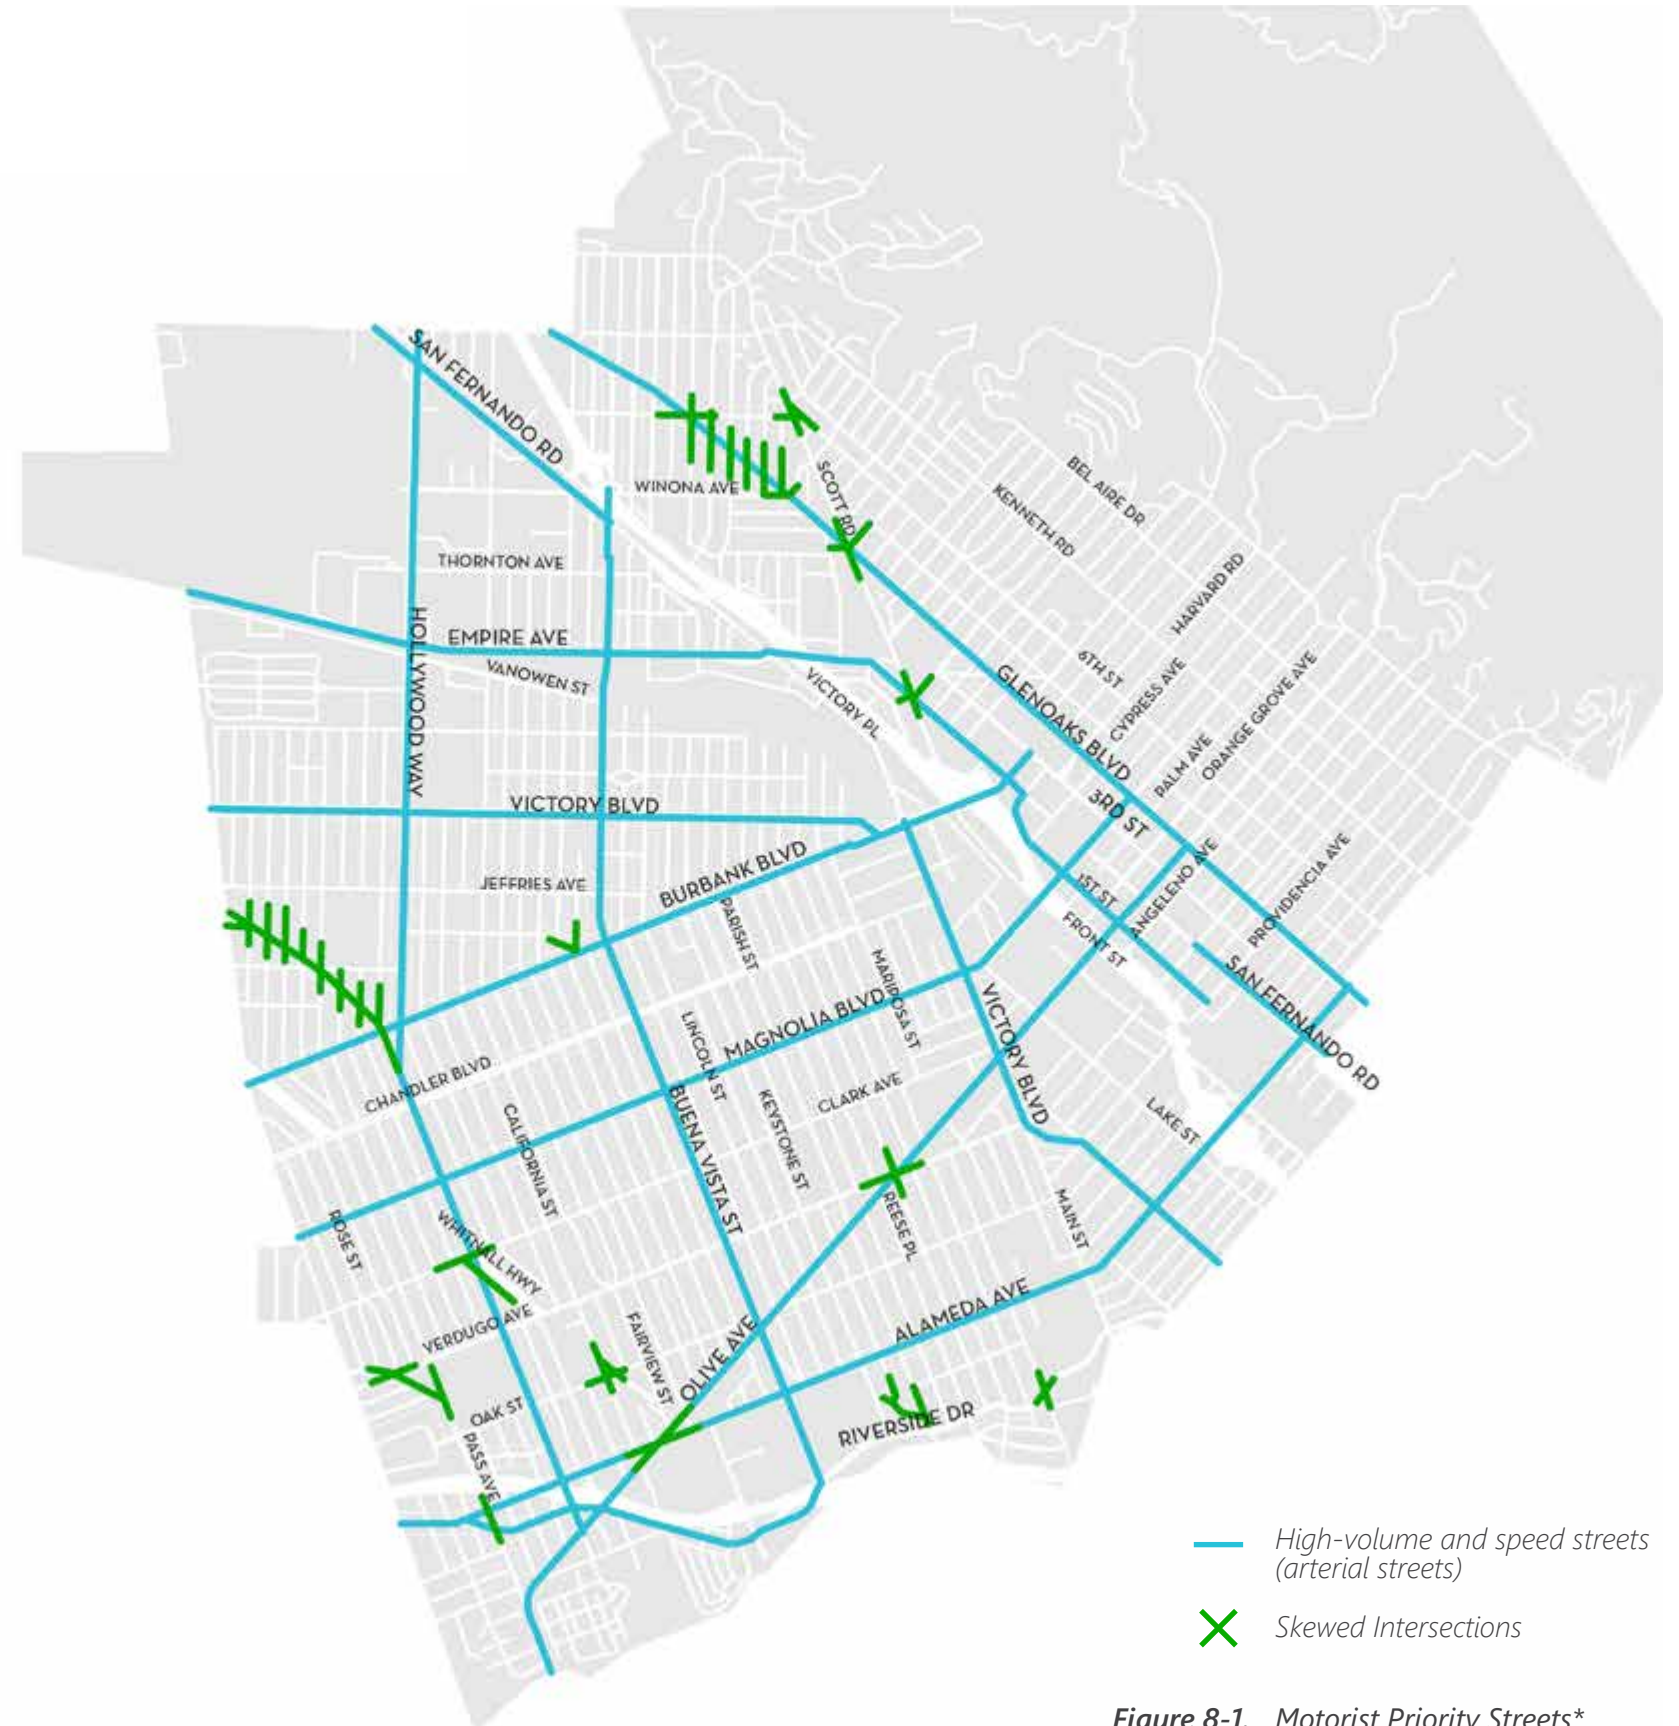 SAN FERNANDO RD
WINONA AVE
SCOTT RD
BEL AIRE DR
KENNETH RD
THORNTON AVE
HARVARD RD
HOLLYWOOD WAY
EMPIRE AVE
VANOWEN ST
VICTORY PL
6TH ST
CYPRESS AVE
GLENOAKS BLVD
PALM AVE
ORANGE GROVE AVE
3RD ST
VICTORY BLVD
BURBANK BLVD
JEFFRIES AVE
1ST ST
ANGELENO AVE
PROVIDENCIA AVE
FRONT ST
PARISH ST
MARIPOSA ST
SAN FERNANDO RD
MAGNOLIA BLVD
VICTORY BLVD
LINCOLN ST
CHANDLER BLVD
CLARK AVE
KEYSTONE ST
BUENA VISTA ST
LAKE ST
CALIFORNIA ST
ROSE ST
WHITNALL HWY
REESE PL
MAIN ST
VERDUGO AVE
FAIRVIEW ST
OLIVE AVE
ALAMEDA AVE
OAK ST
PASS AVE
RIVERSIDE DR
High-volume and speed streets
(arterial streets)
Skewed Intersections
Figure 8-1. Motorist Priority Streets*